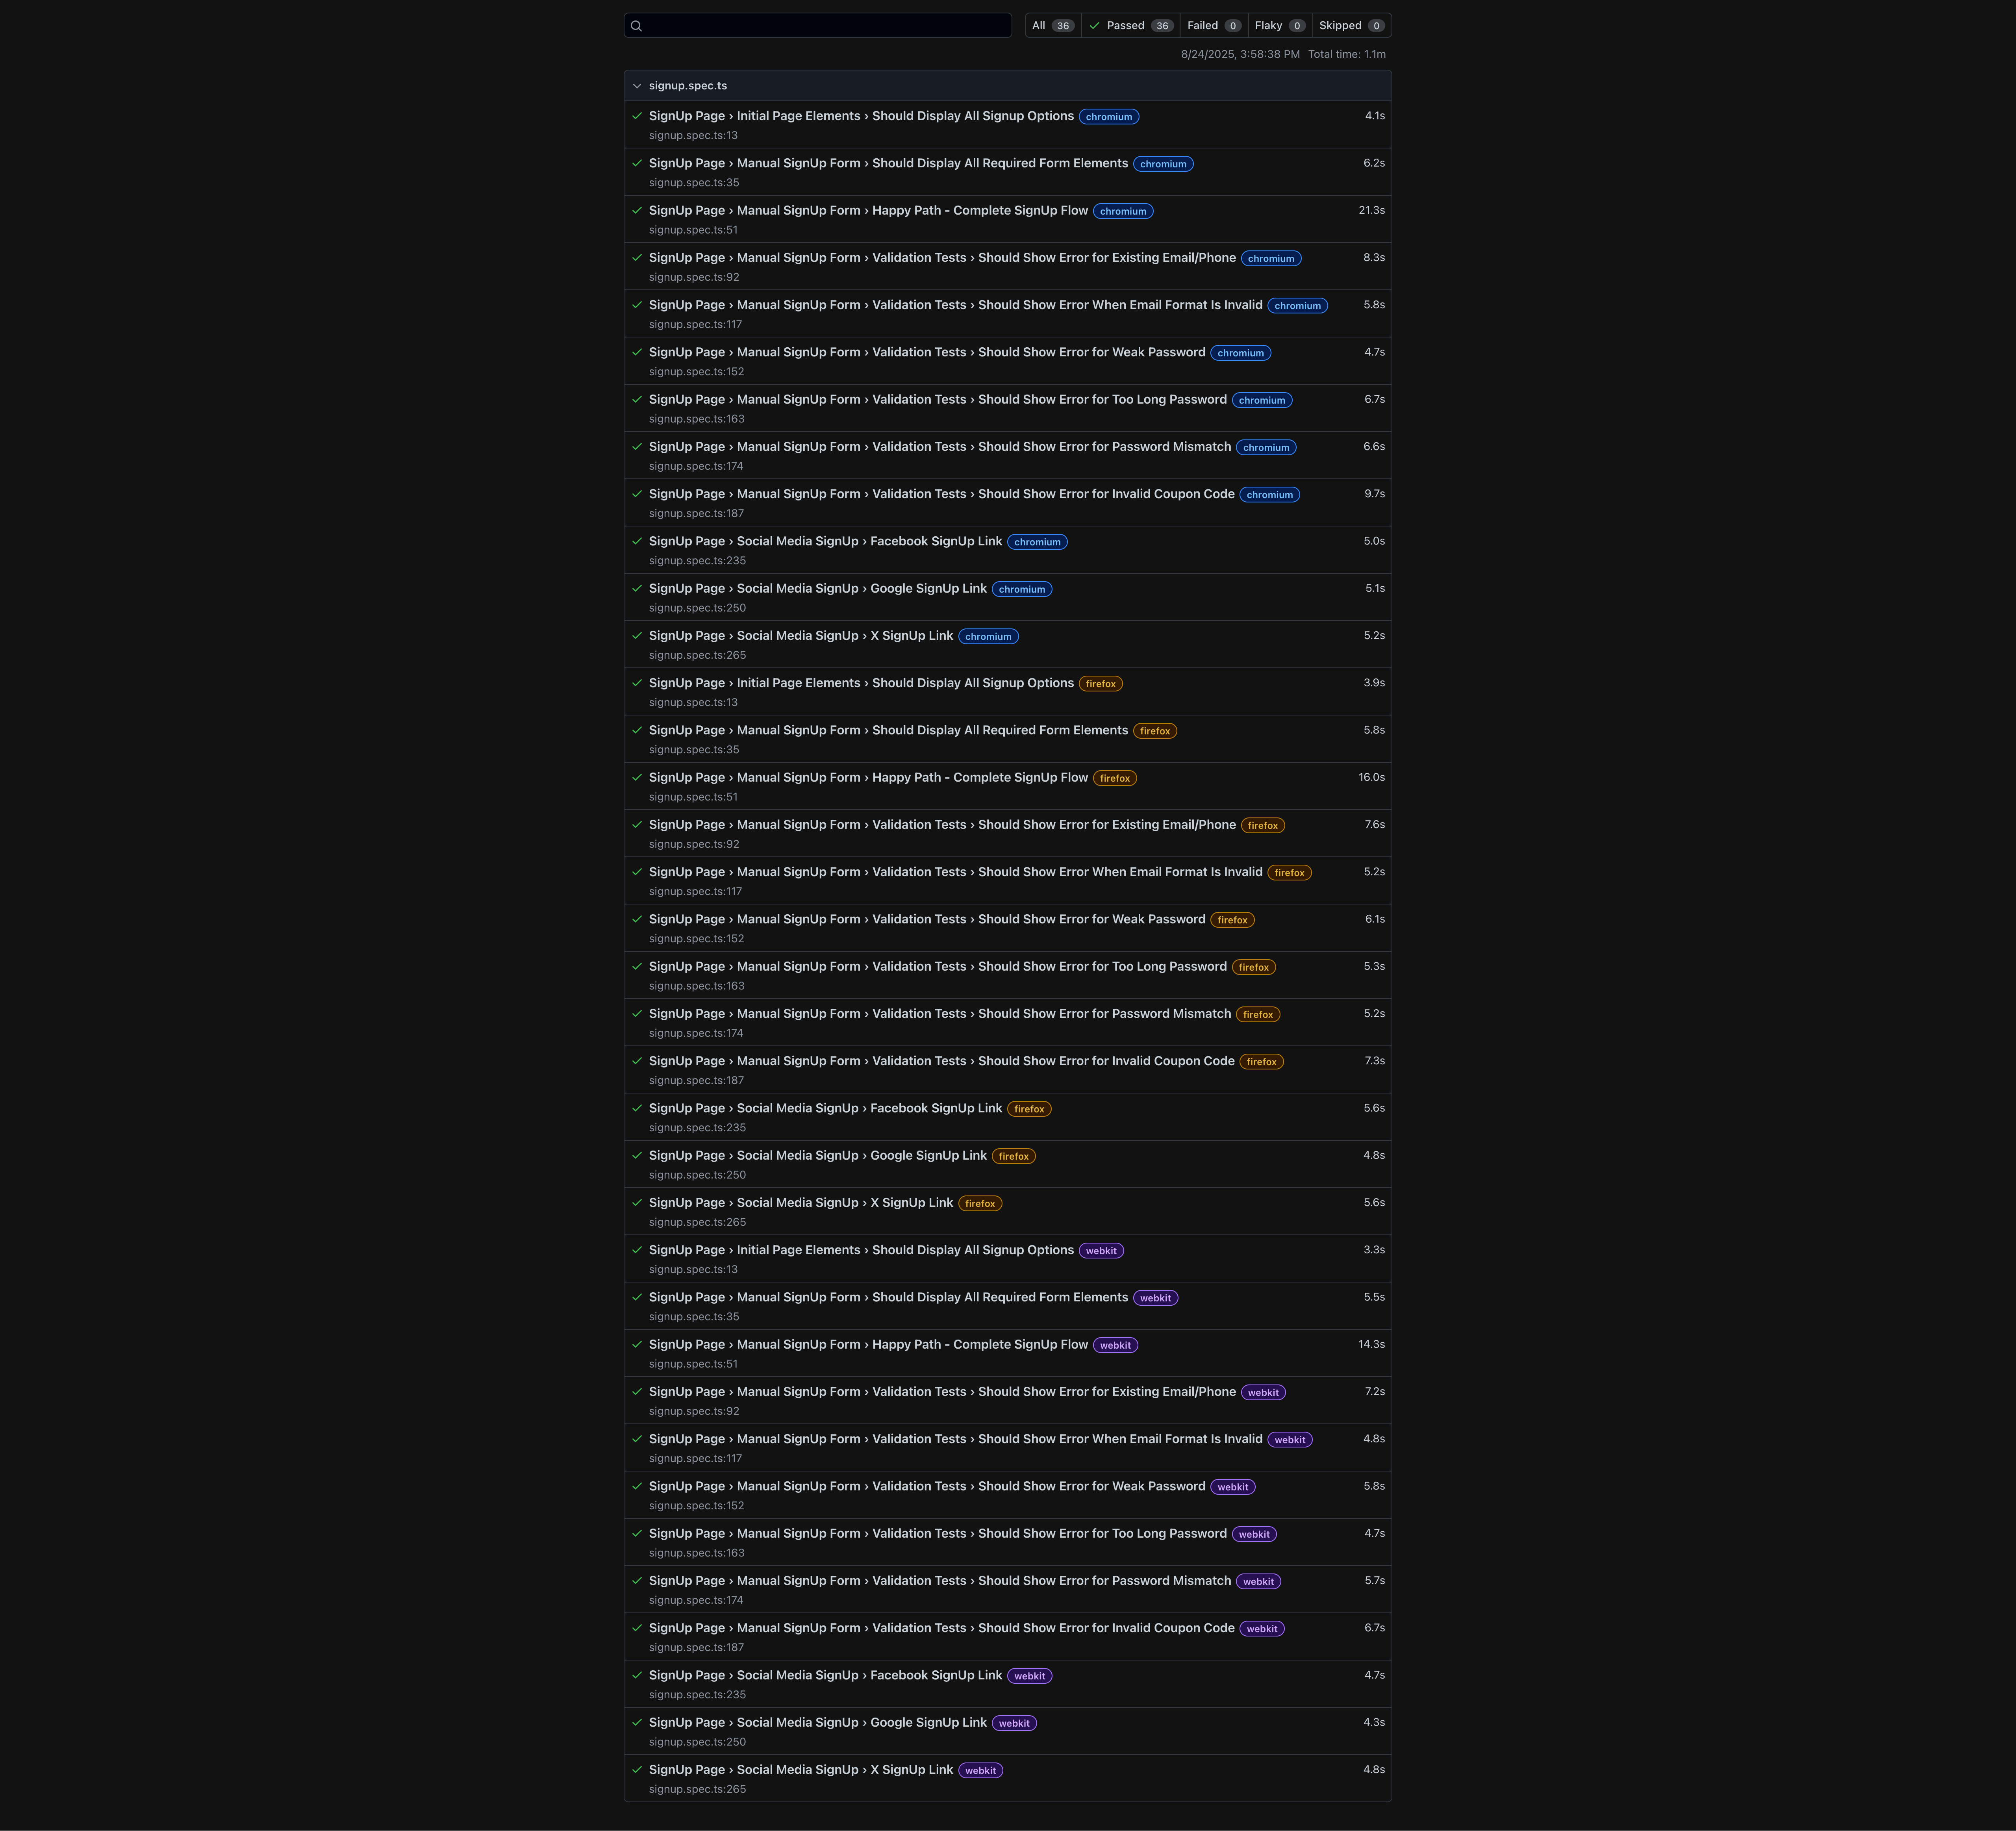 All 36 Passed 36 Failed 0 Flaky 0 Skipped 0
8/24/2025, 3:58:38 PM Total time: 1.1m
signup.spec.ts
SignUp Page › Initial Page Elements › Should Display All Signup Options chromium 4.1s
signup.spec.ts:13
SignUp Page › Manual SignUp Form › Should Display All Required Form Elements chromium 6.2s
signup.spec.ts:35
SignUp Page › Manual SignUp Form › Happy Path - Complete SignUp Flow chromium 21.3s
signup.spec.ts:51
SignUp Page › Manual SignUp Form › Validation Tests › Should Show Error for Existing Email/Phone chromium 8.3s
signup.spec.ts:92
SignUp Page › Manual SignUp Form › Validation Tests › Should Show Error When Email Format Is Invalid chromium 5.8s
signup.spec.ts:117
SignUp Page › Manual SignUp Form › Validation Tests › Should Show Error for Weak Password chromium 4.7s
signup.spec.ts:152
SignUp Page › Manual SignUp Form › Validation Tests › Should Show Error for Too Long Password chromium 6.7s
signup.spec.ts:163
SignUp Page › Manual SignUp Form › Validation Tests › Should Show Error for Password Mismatch chromium 6.6s
signup.spec.ts:174
SignUp Page › Manual SignUp Form › Validation Tests › Should Show Error for Invalid Coupon Code chromium 9.7s
signup.spec.ts:187
SignUp Page › Social Media SignUp › Facebook SignUp Link chromium 5.0s
signup.spec.ts:235
SignUp Page › Social Media SignUp › Google SignUp Link chromium 5.1s
signup.spec.ts:250
SignUp Page › Social Media SignUp › X SignUp Link chromium 5.2s
signup.spec.ts:265
SignUp Page › Initial Page Elements › Should Display All Signup Options firefox 3.9s
signup.spec.ts:13
SignUp Page › Manual SignUp Form › Should Display All Required Form Elements firefox 5.8s
signup.spec.ts:35
SignUp Page › Manual SignUp Form › Happy Path - Complete SignUp Flow firefox 16.0s
signup.spec.ts:51
SignUp Page › Manual SignUp Form › Validation Tests › Should Show Error for Existing Email/Phone firefox 7.6s
signup.spec.ts:92
SignUp Page › Manual SignUp Form › Validation Tests › Should Show Error When Email Format Is Invalid firefox 5.2s
signup.spec.ts:117
SignUp Page › Manual SignUp Form › Validation Tests › Should Show Error for Weak Password firefox 6.1s
signup.spec.ts:152
SignUp Page › Manual SignUp Form › Validation Tests › Should Show Error for Too Long Password firefox 5.3s
signup.spec.ts:163
SignUp Page › Manual SignUp Form › Validation Tests › Should Show Error for Password Mismatch firefox 5.2s
signup.spec.ts:174
SignUp Page › Manual SignUp Form › Validation Tests › Should Show Error for Invalid Coupon Code firefox 7.3s
signup.spec.ts:187
SignUp Page › Social Media SignUp › Facebook SignUp Link firefox 5.6s
signup.spec.ts:235
SignUp Page › Social Media SignUp › Google SignUp Link firefox 4.8s
signup.spec.ts:250
SignUp Page › Social Media SignUp › X SignUp Link firefox 5.6s
signup.spec.ts:265
SignUp Page › Initial Page Elements › Should Display All Signup Options webkit 3.3s
signup.spec.ts:13
SignUp Page › Manual SignUp Form › Should Display All Required Form Elements webkit 5.5s
signup.spec.ts:35
SignUp Page › Manual SignUp Form › Happy Path - Complete SignUp Flow webkit 14.3s
signup.spec.ts:51
SignUp Page › Manual SignUp Form › Validation Tests › Should Show Error for Existing Email/Phone webkit 7.2s
signup.spec.ts:92
SignUp Page › Manual SignUp Form › Validation Tests › Should Show Error When Email Format Is Invalid webkit 4.8s
signup.spec.ts:117
SignUp Page › Manual SignUp Form › Validation Tests › Should Show Error for Weak Password webkit 5.8s
signup.spec.ts:152
SignUp Page › Manual SignUp Form › Validation Tests › Should Show Error for Too Long Password webkit 4.7s
signup.spec.ts:163
SignUp Page › Manual SignUp Form › Validation Tests › Should Show Error for Password Mismatch webkit 5.7s
signup.spec.ts:174
SignUp Page › Manual SignUp Form › Validation Tests › Should Show Error for Invalid Coupon Code webkit 6.7s
signup.spec.ts:187
SignUp Page › Social Media SignUp › Facebook SignUp Link webkit 4.7s
signup.spec.ts:235
SignUp Page › Social Media SignUp › Google SignUp Link webkit 4.3s
signup.spec.ts:250
SignUp Page › Social Media SignUp › X SignUp Link webkit 4.8s
signup.spec.ts:265